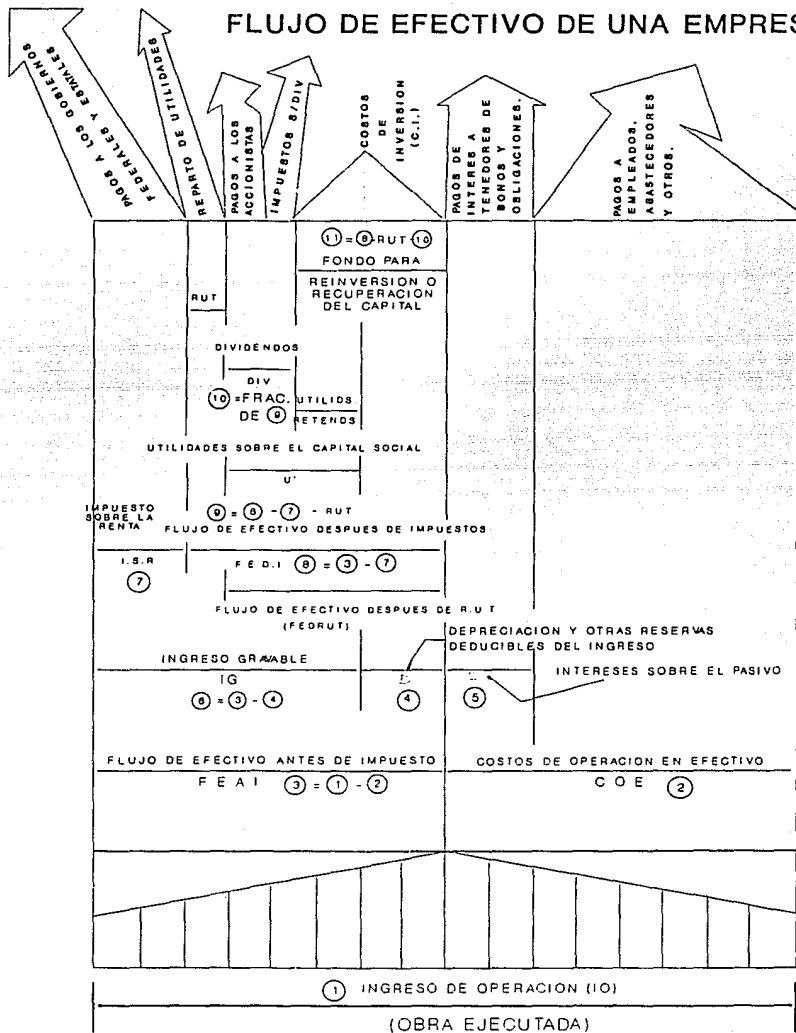 FLUJO DE EFECTIVO DE UNA EMPRES
PAGOS A LOS GOBIERNOS
FEDERALES Y ESTATALES
REPARTO DE UTILIDADES
PAGOS A LOS
ACCIONISTAS
IMPUESTOS S/DIV
COSTOS
DE
INVERSION
(C.I.)
PAGOS DE
INTERES A
TENEDORES DE
BONOS Y
OBLIGACIONES.
PAGOS A
EMPLEADOS,
ABASTECEDORES
Y OTROS.
11 = 8 - RUT - 10
FONDO PARA
REINVERSION O
RECUPERACION
DEL CAPITAL
RUT
DIVIDENDOS
DIV
10 = FRAC.
DE 9
UTILIDS
RETENDS
UTILIDADES SOBRE EL CAPITAL SOCIAL
U'
IMPUESTO
SOBRE LA
RENTA
9 = 6 - 7 - RUT
FLUJO DE EFECTIVO DESPUES DE IMPUESTOS
I.S.R
7
F E D.I 8 = 3 - 7
FLUJO DE EFECTIVO DESPUES DE R.U.T
(FEDRUT)
DEPRECIACION Y OTRAS RESERVAS
DEDUCIBLES DEL INGRESO
INGRESO GRAVABLE
IG
6 = 3 - 4
4
5
INTERESES SOBRE EL PASIVO
FLUJO DE EFECTIVO ANTES DE IMPUESTO
F E A I 3 = 1 - 2
COSTOS DE OPERACION EN EFECTIVO
C O E 2
1 INGRESO DE OPERACION (IO)
(OBRA EJECUTADA)